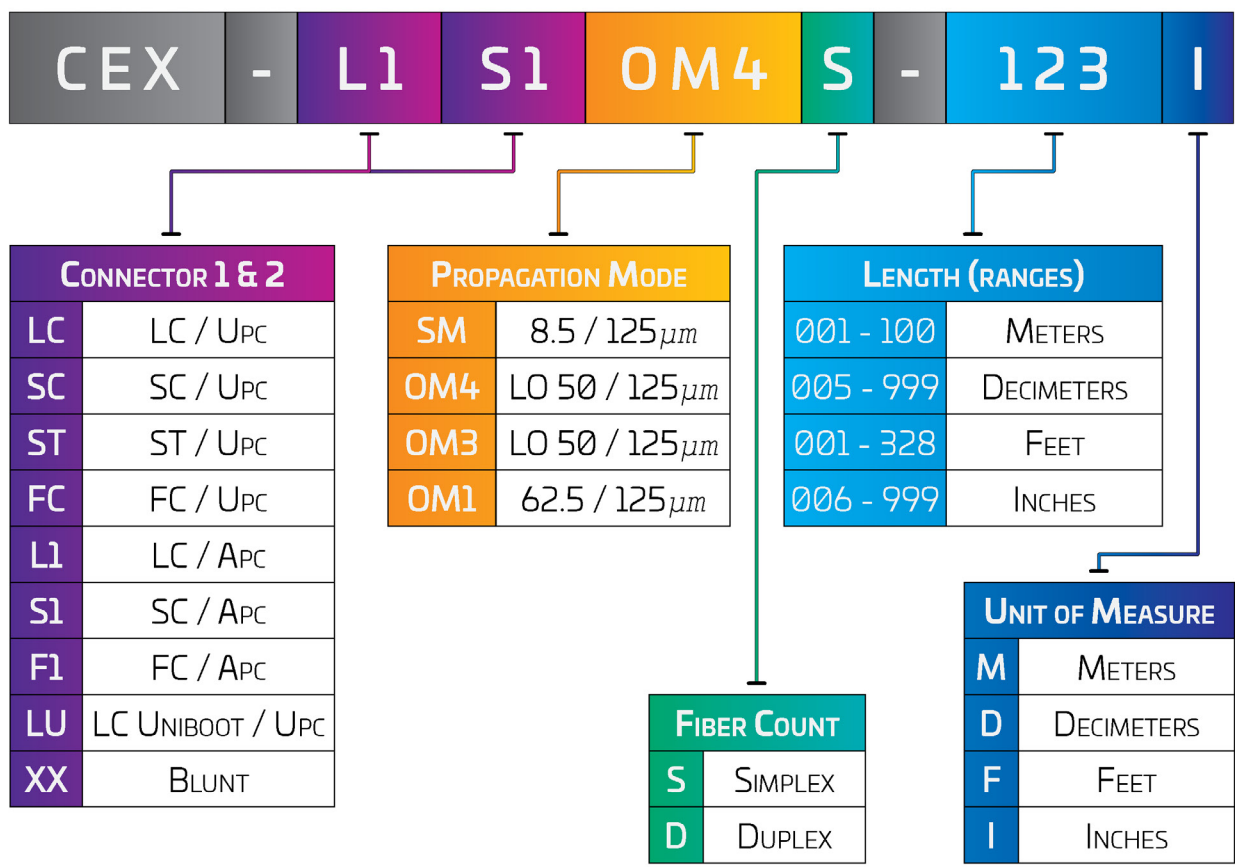 CEX - L1 S1 OM4 S - 123 I
Connector 1 & 2
LC LC / Upc
SC SC / Upc
ST ST / Upc
FC FC / Upc
L1 LC / Apc
S1 SC / Apc
F1 FC / Apc
LU LC Uniboot / Upc
XX Blunt
Propagation Mode
SM 8.5 / 125µm
OM4 LO 50 / 125µm
OM3 LO 50 / 125µm
OM1 62.5 / 125µm
Length (ranges)
001 - 100 Meters
005 - 999 Decimeters
001 - 328 Feet
006 - 999 Inches
Fiber Count
S Simplex
D Duplex
Unit of Measure
M Meters
D Decimeters
F Feet
I Inches